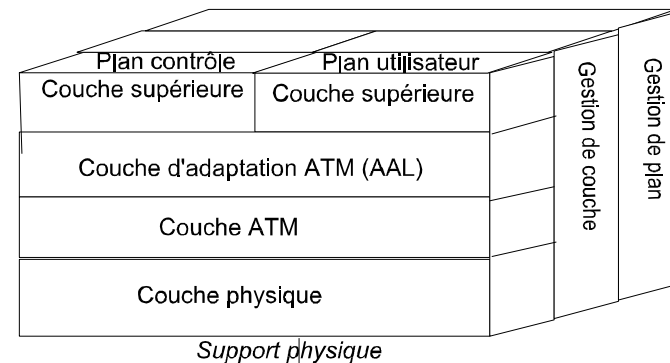 Plan contrôle
Plan utilisateur
Couche supérieure
Couche supérieure
Couche d'adaptation ATM (AAL)
Couche ATM
Couche physique
Support physique
Gestion de couche
Gestion de plan